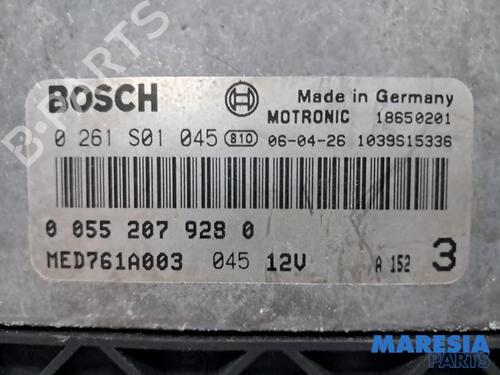 BOSCH
Made in Germany
MOTRONIC 18650201
0 261 S01 045 810 06-04-26 1039S15336
0 055 207 928 0
MED761A003 045 12V A 152 3
B-PARTS
MARESIA
PARTS